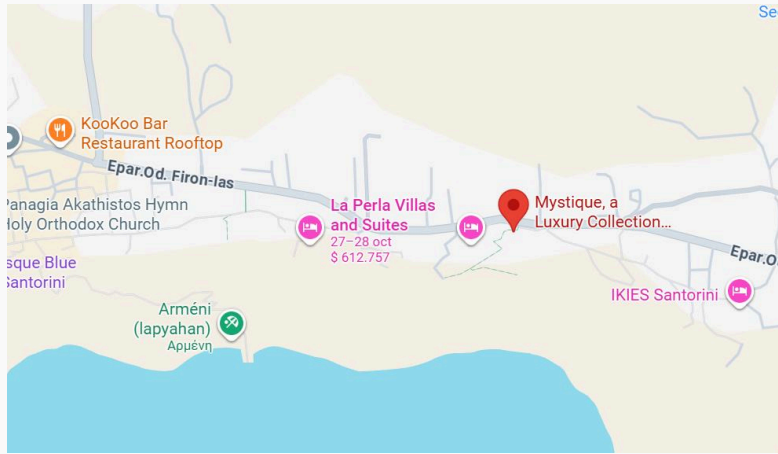 Se
KooKoo Bar
Restaurant Rooftop
Epar.Od. Firon-Ias
Panagia Akathistos Hymn
Holy Orthodox Church
La Perla Villas
and Suites
27–28 oct
$ 612.757
Mystique, a
Luxury Collection...
Epar.O
sque Blue
Santorini
IKIES Santorini
Arméni
(lapyahan)
Αρμένη